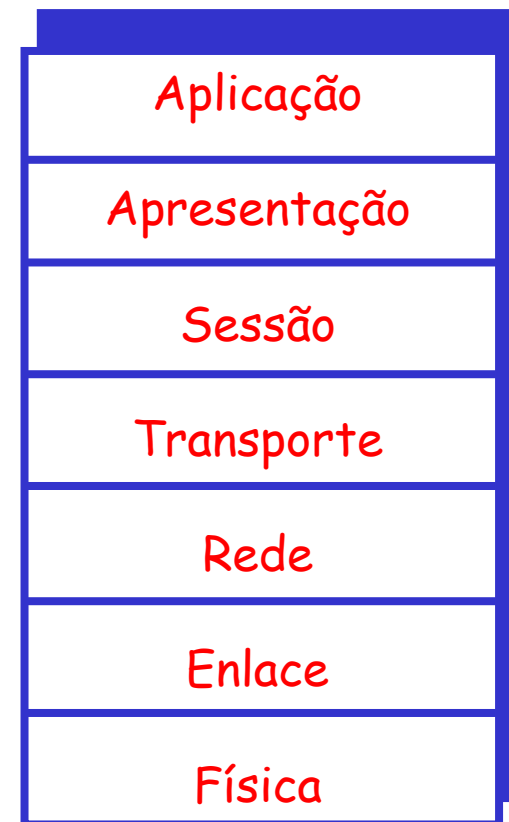 Aplicação
Apresentação
Sessão
Transporte
Rede
Enlace
Física